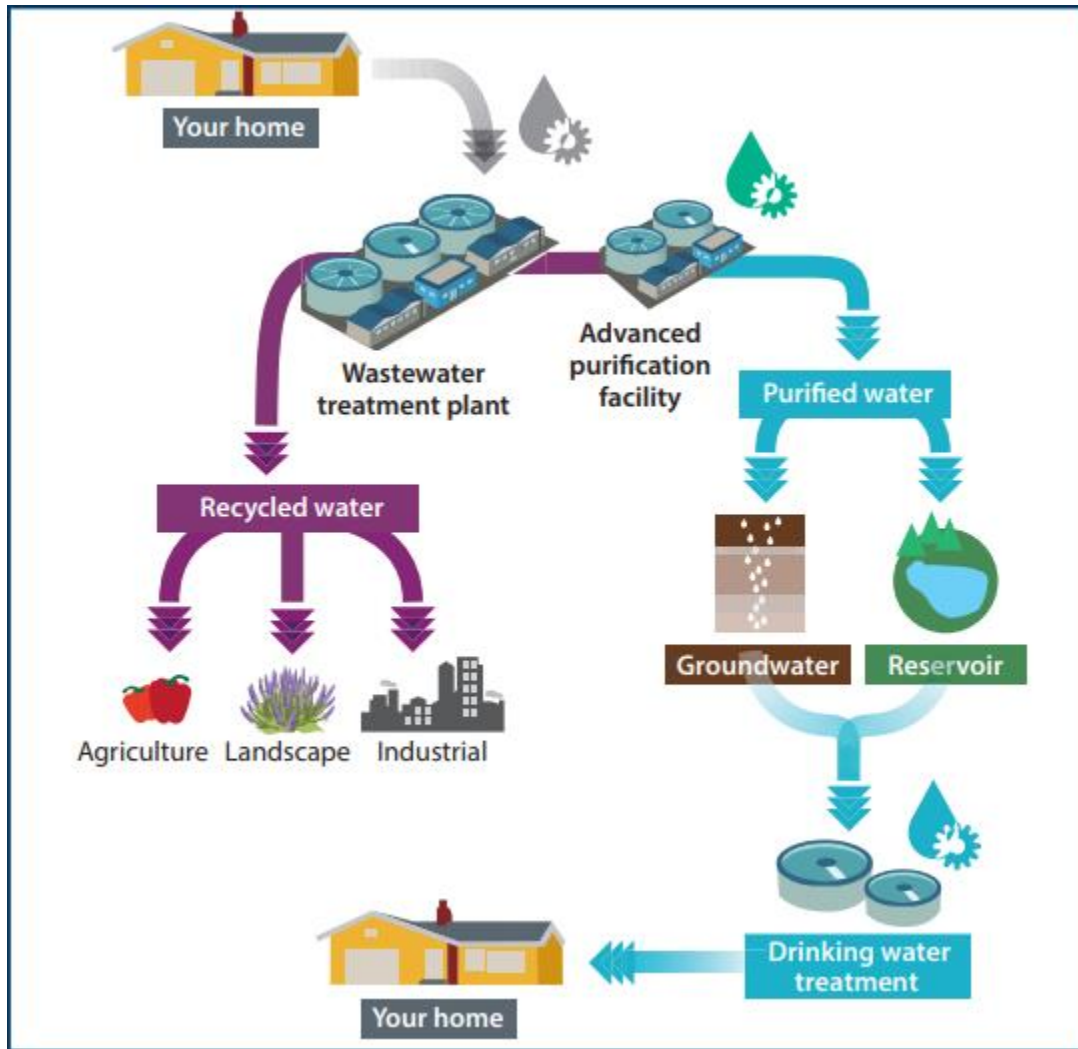 Your home
Wastewater
treatment plant
Advanced
purification
facility
Purified water
Recycled water
Groundwater
Reservoir
Agriculture
Landscape
Industrial
Drinking water
treatment
Your home